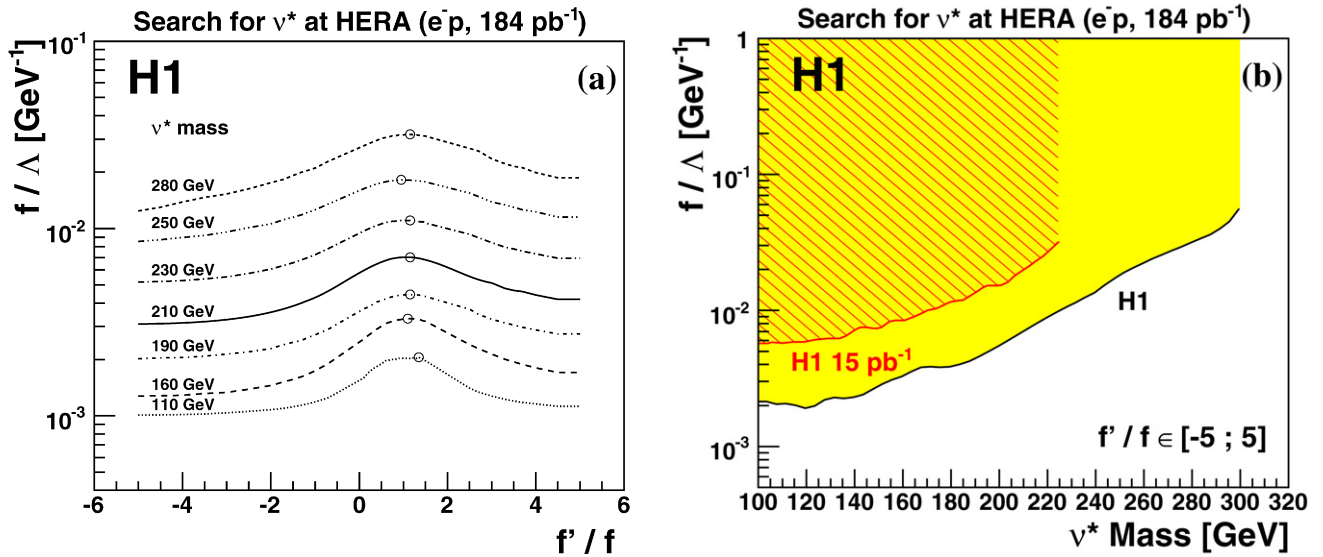 Search for ν* at HERA (e⁻p, 184 pb⁻¹)
f / Λ [GeV⁻¹]
10⁻¹
10⁻²
10⁻³
H1
(a)
ν* mass
280 GeV
250 GeV
230 GeV
210 GeV
190 GeV
160 GeV
110 GeV
-6 -4 -2 0 2 4 6
f' / f
Search for ν* at HERA (e⁻p, 184 pb⁻¹)
f / Λ [GeV⁻¹]
1
10⁻¹
10⁻²
10⁻³
H1
(b)
H1
H1 15 pb⁻¹
f' / f ∈ [-5 ; 5]
100 120 140 160 180 200 220 240 260 280 300 320
ν* Mass [GeV]